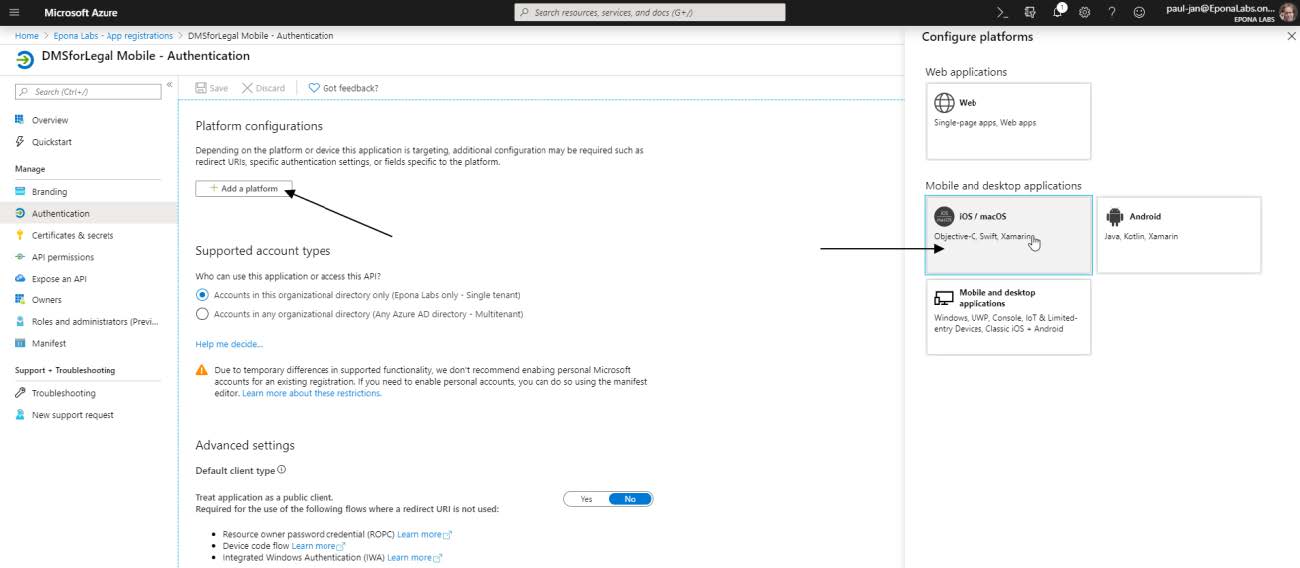 Microsoft Azure
Search resources, services, and docs (G+/)
1
paul-jan@EponaLabs.on...
EPONA LABS
Home > Epona Labs - App registrations > DMSforLegal Mobile - Authentication
DMSforLegal Mobile - Authentication
Search (Ctrl+/)
Overview
Quickstart
Manage
Branding
Authentication
Certificates & secrets
API permissions
Expose an API
Owners
Roles and administrators (Previ...
Manifest
Support + Troubleshooting
Troubleshooting
New support request
Save
Discard
Got feedback?
Platform configurations
Depending on the platform or device this application is targeting, additional configuration may be required such as
redirect URIs, specific authentication settings, or fields specific to the platform.
+ Add a platform
Supported account types
Who can use this application or access this API?
Accounts in this organizational directory only (Epona Labs only - Single tenant)
Accounts in any organizational directory (Any Azure AD directory - Multitenant)
Help me decide...
Due to temporary differences in supported functionality, we don't recommend enabling personal Microsoft
accounts for an existing registration. If you need to enable personal accounts, you can do so using the manifest
editor. Learn more about these restrictions.
Advanced settings
Default client type
Treat application as a public client.
Required for the use of the following flows where a redirect URI is not used:
Yes
No
Resource owner password credential (ROPC) Learn more
Device code flow Learn more
Integrated Windows Authentication (IWA) Learn more
Configure platforms
Web applications
Web
Single-page apps, Web apps
Mobile and desktop applications
iOS
macOS
iOS / macOS
Objective-C, Swift, Xamarin
Android
Java, Kotlin, Xamarin
Mobile and desktop
applications
Windows, UWP, Console, IoT & Limited-
entry Devices, Classic iOS + Android